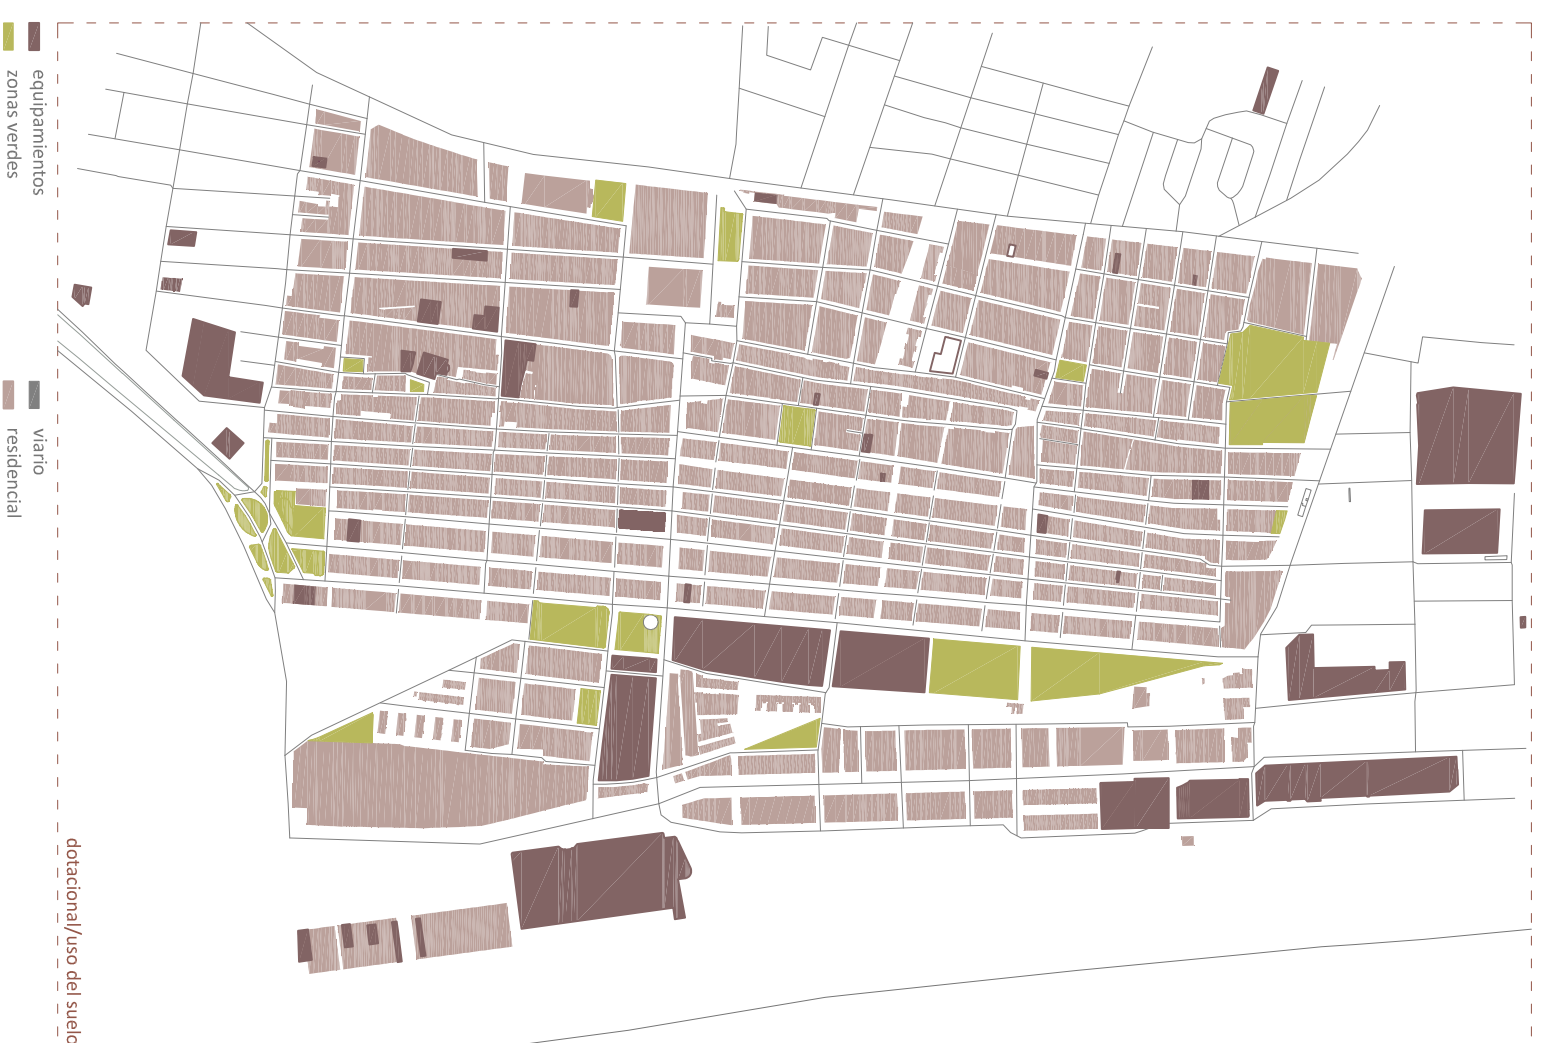 equipamientos
zonas verdes
viario
residencial
dotacional/uso del suelo